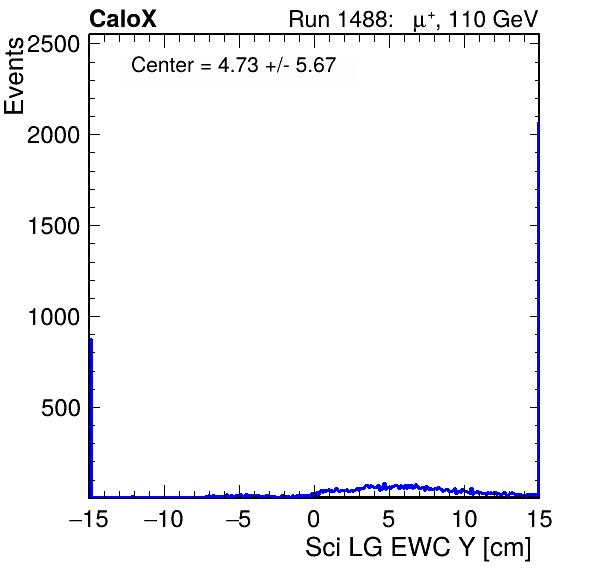 CaloX Run 1488: μ⁺, 110 GeV
Center = 4.73 +/- 5.67
Events
2500
2000
1500
1000
500
−15 −10 −5 0 5 10 15
Sci LG EWC Y [cm]